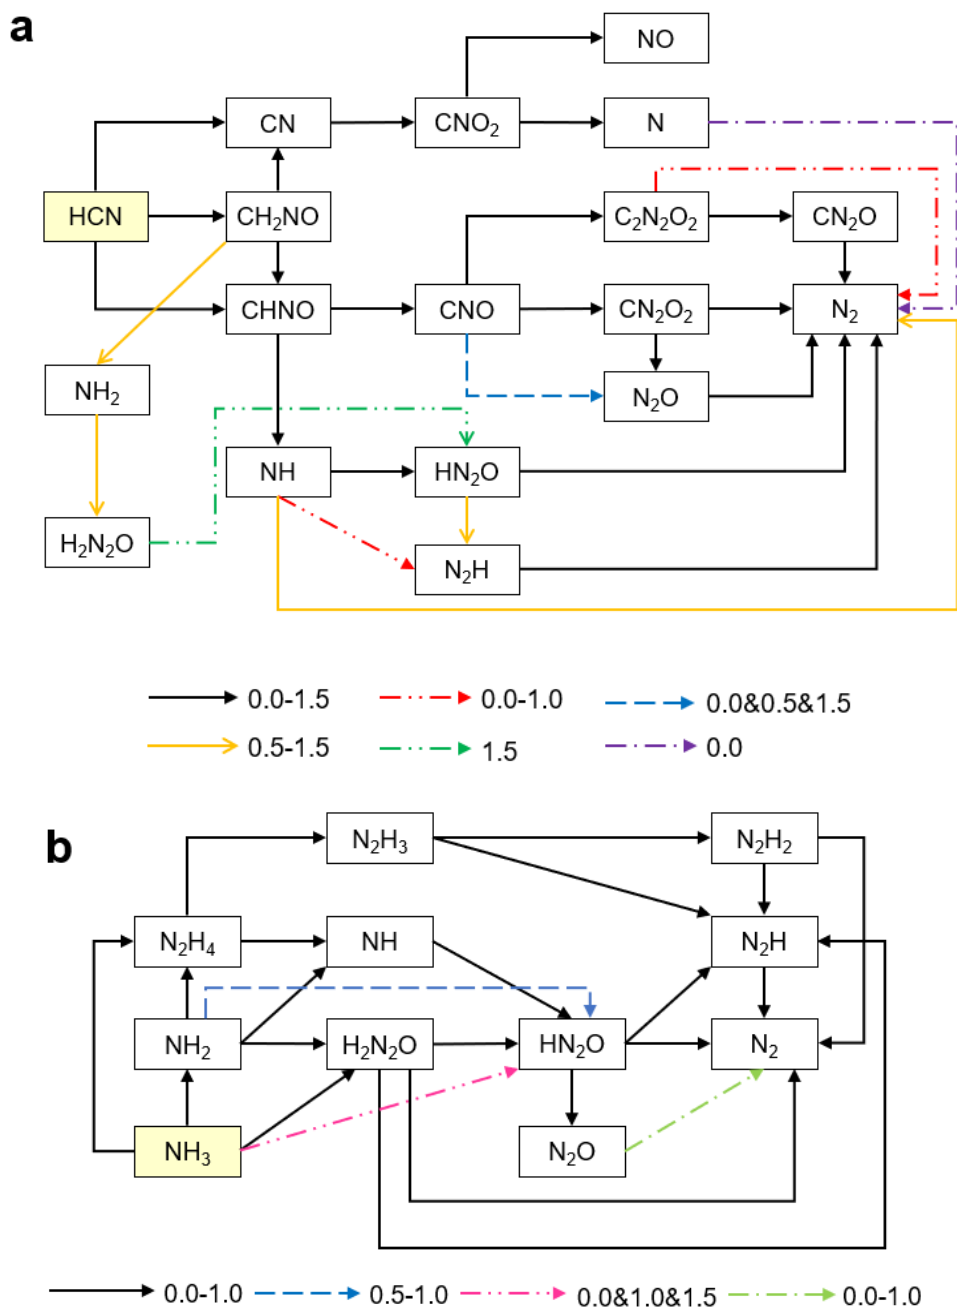 a
NO
CN CNO₂ N
HCN CH₂NO C₂N₂O₂ CN₂O
CHNO CNO CN₂O₂ N₂
NH₂ N₂O
NH HN₂O
H₂N₂O N₂H
0.0-1.5 0.0-1.0 0.0&0.5&1.5
0.5-1.5 1.5 0.0
b
N₂H₃ N₂H₂
N₂H₄ NH N₂H
NH₂ H₂N₂O HN₂O N₂
NH₃ N₂O
0.0-1.0 0.5-1.0 0.0&1.0&1.5 0.0-1.0